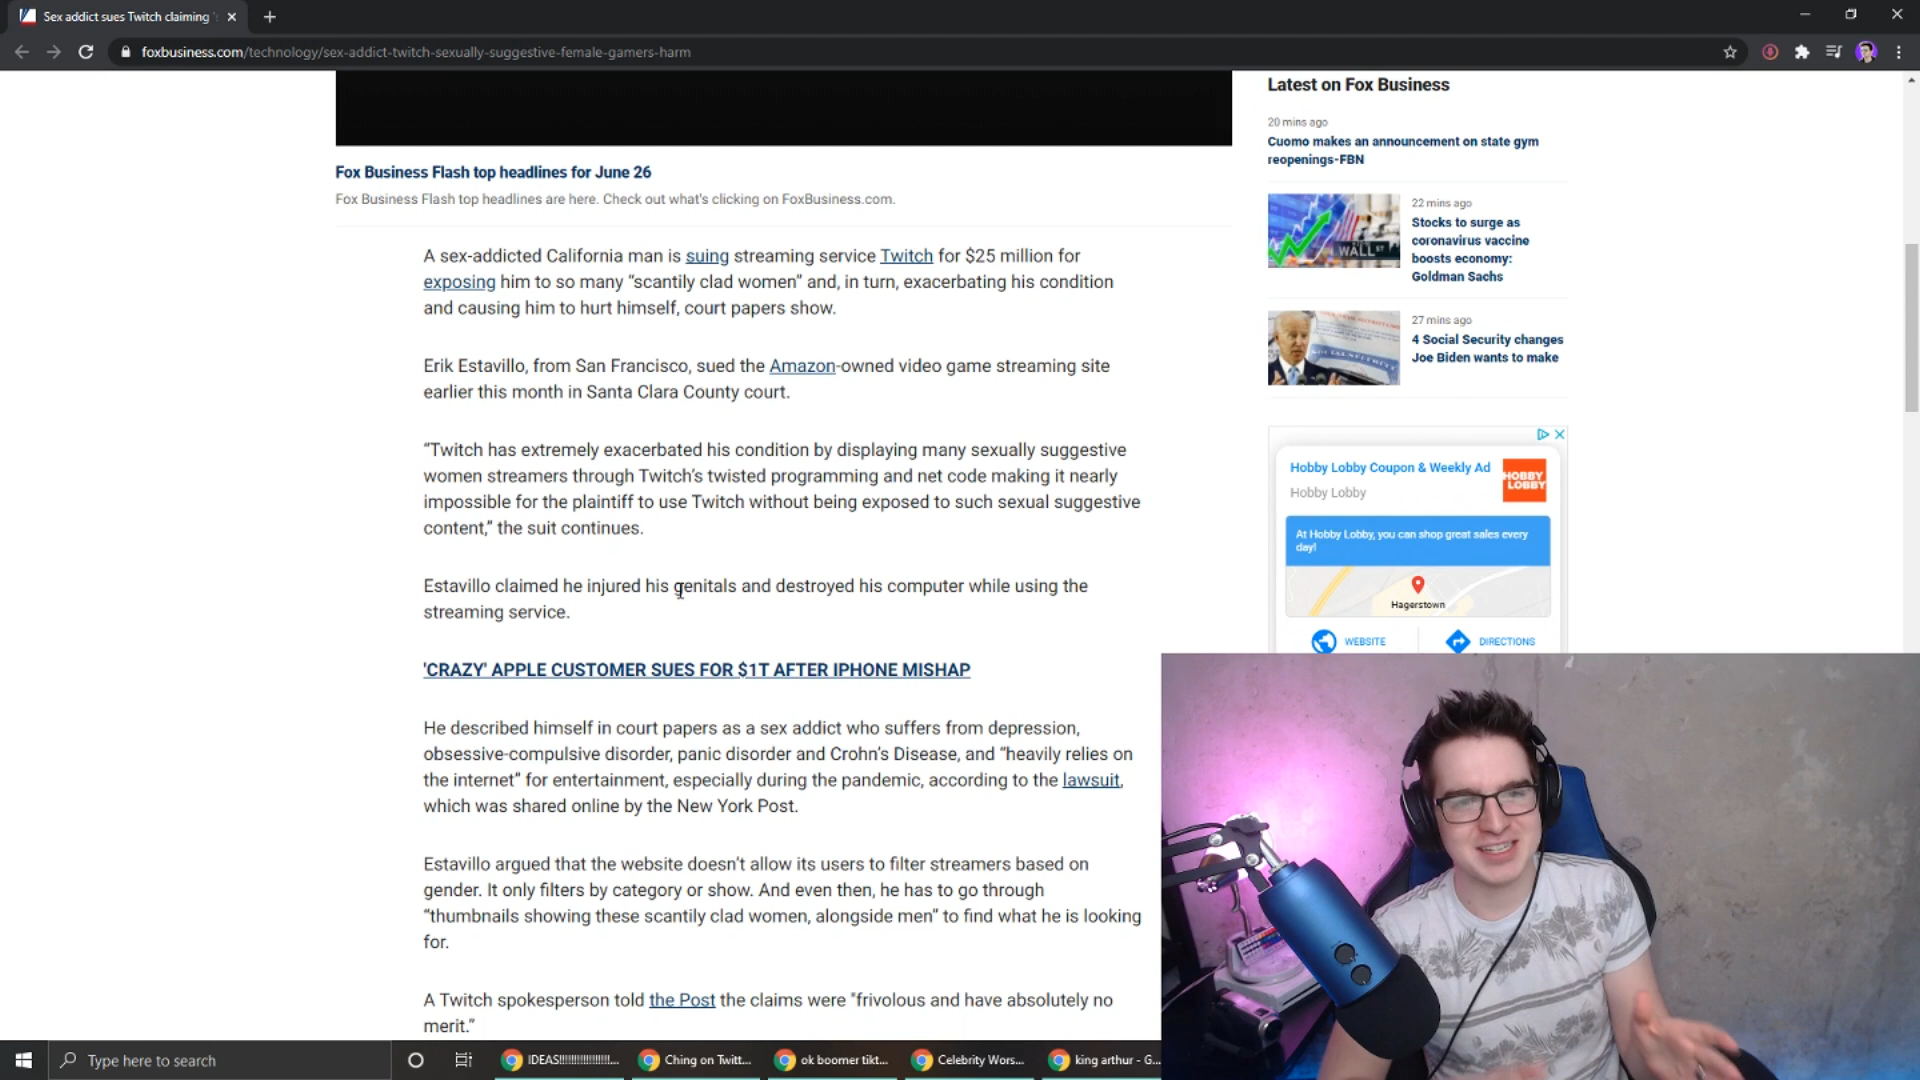 Sex addict sues Twitch claiming '
foxbusiness.com/technology/sex-addict-twitch-sexually-suggestive-female-gamers-harm
Fox Business Flash top headlines for June 26
Fox Business Flash top headlines are here. Check out what's clicking on FoxBusiness.com.
A sex-addicted California man is suing streaming service Twitch for $25 million for
exposing him to so many “scantily clad women” and, in turn, exacerbating his condition
and causing him to hurt himself, court papers show.
Erik Estavillo, from San Francisco, sued the Amazon-owned video game streaming site
earlier this month in Santa Clara County court.
“Twitch has extremely exacerbated his condition by displaying many sexually suggestive
women streamers through Twitch’s twisted programming and net code making it nearly
impossible for the plaintiff to use Twitch without being exposed to such sexual suggestive
content,” the suit continues.
Estavillo claimed he injured his genitals and destroyed his computer while using the
streaming service.
'CRAZY' APPLE CUSTOMER SUES FOR $1T AFTER IPHONE MISHAP
He described himself in court papers as a sex addict who suffers from depression,
obsessive-compulsive disorder, panic disorder and Crohn’s Disease, and “heavily relies on
the internet” for entertainment, especially during the pandemic, according to the lawsuit,
which was shared online by the New York Post.
Estavillo argued that the website doesn’t allow its users to filter streamers based on
gender. It only filters by category or show. And even then, he has to go through
“thumbnails showing these scantily clad women, alongside men” to find what he is looking
for.
A Twitch spokesperson told the Post the claims were "frivolous and have absolutely no
merit.”
Latest on Fox Business
20 mins ago
Cuomo makes an announcement on state gym
reopenings-FBN
22 mins ago
Stocks to surge as
coronavirus vaccine
boosts economy:
Goldman Sachs
WALL ST
27 mins ago
4 Social Security changes
Joe Biden wants to make
Hobby Lobby Coupon & Weekly Ad
Hobby Lobby
HOBBY
LOBBY
At Hobby Lobby, you can shop great sales every
day!
Hagerstown
WEBSITE
DIRECTIONS
Type here to search
IDEAS!!!!!!!!!!!!!!!!!!...
Ching on Twitt...
ok boomer tikt...
Celebrity Wors...
king arthur - G...